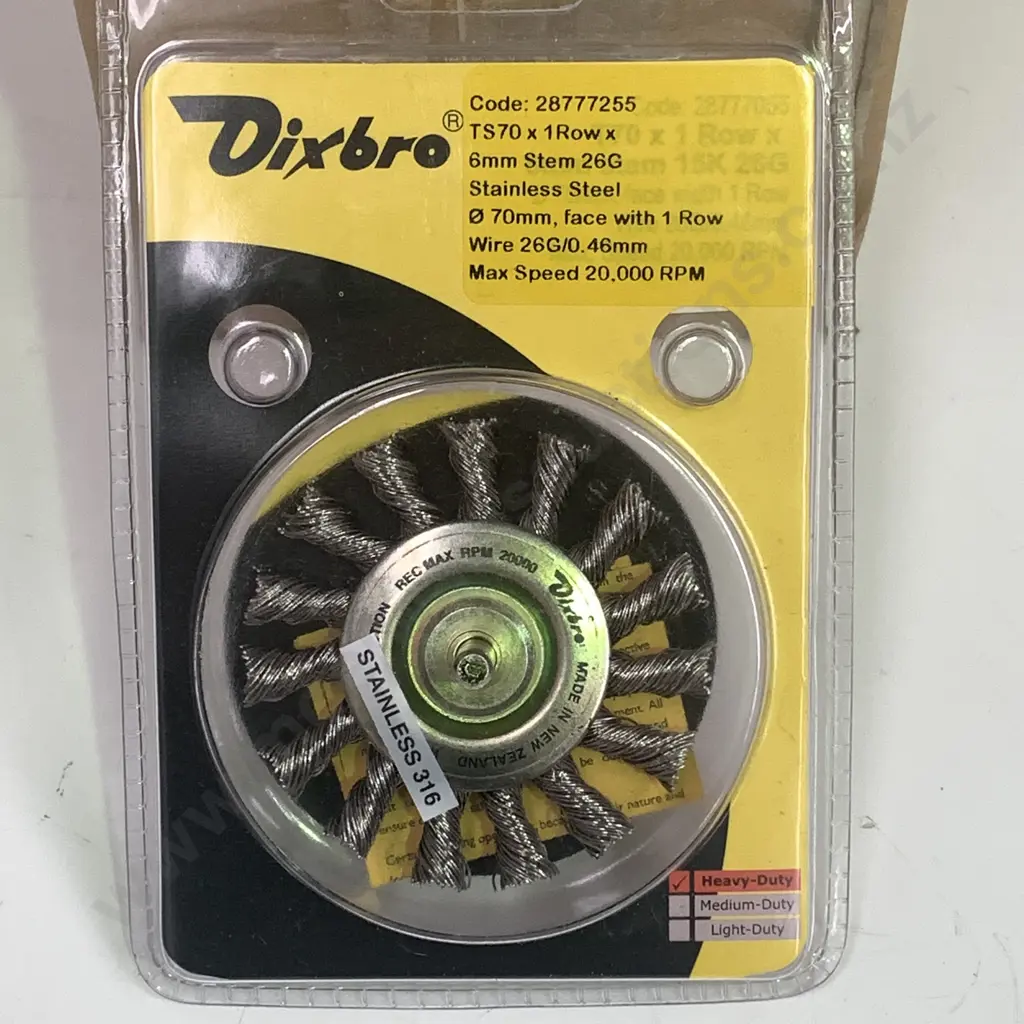 Dixbro®
Code: 28777255
TS70 x 1Row x
6mm Stem 26G
Stainless Steel
Ø 70mm, face with 1 Row
Wire 26G/0.46mm
Max Speed 20,000 RPM
REC MAX RPM 20000
Dixbro
MADE IN NEW ZEALAND
STAINLESS 316
Heavy-Duty
Medium-Duty
Light-Duty